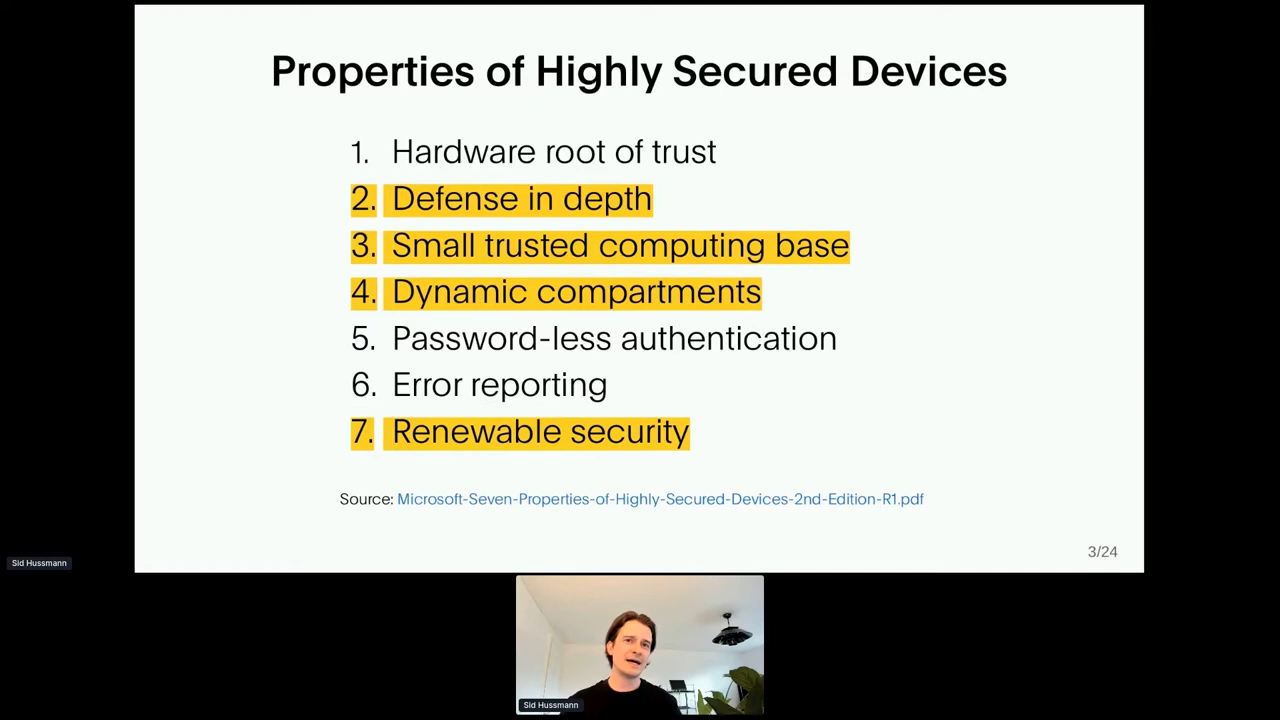 Properties of Highly Secured Devices
1. Hardware root of trust
2. Defense in depth
3. Small trusted computing base
4. Dynamic compartments
5. Password-less authentication
6. Error reporting
7. Renewable security
Source: Microsoft-Seven-Properties-of-Highly-Secured-Devices-2nd-Edition-R1.pdf
3/24
Sid Hussmann
Sid Hussmann